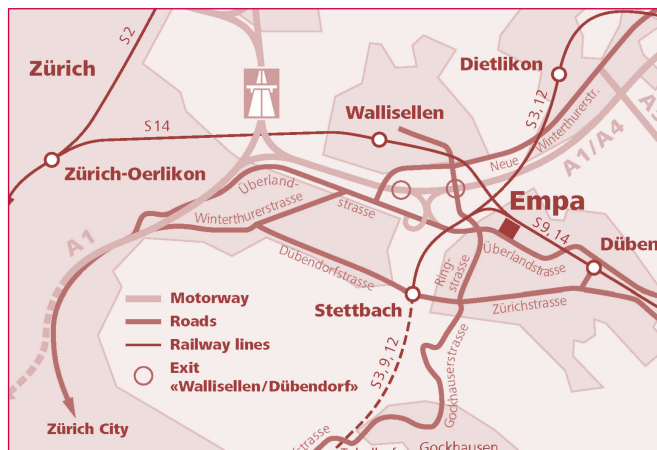 S2
Zürich
Dietlikon
Wallisellen
S3, 12
S14
Neue Winterthurerstr.
A1/A4
Zürich-Oerlikon
Überland-
strasse
Winterthurerstrasse
Empa
S9, 14
A1
Düben
Überlandstrasse
Dübendorfstrasse
Ring-
strasse
Zürichstrasse
Stettbach
Motorway
Roads
Railway lines
Exit
«Wallisellen/Dübendorf»
S3, 9, 12
Gockhauserstrasse
Zürich City
strasse
Gockhausen